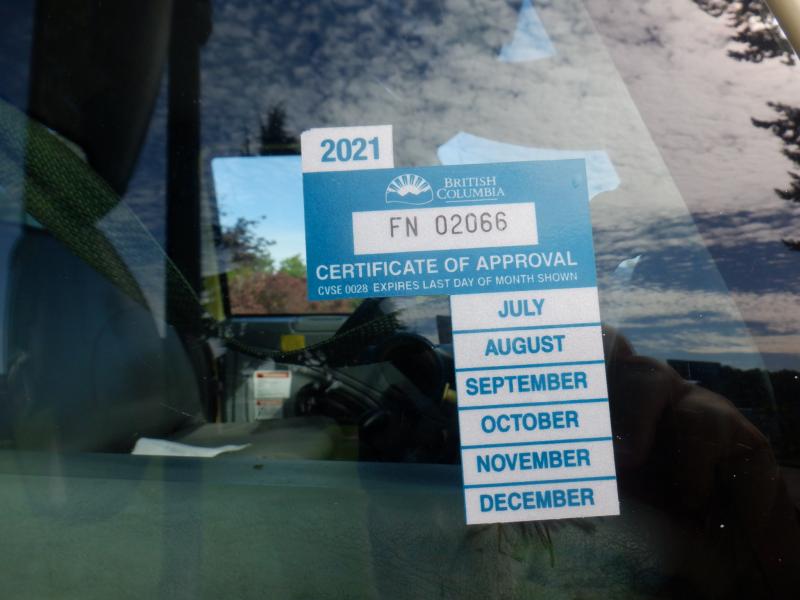 2021
BRITISH
COLUMBIA
FN 02066
CERTIFICATE OF APPROVAL
CVSE 0028 EXPIRES LAST DAY OF MONTH SHOWN
JULY
AUGUST
SEPTEMBER
OCTOBER
NOVEMBER
DECEMBER